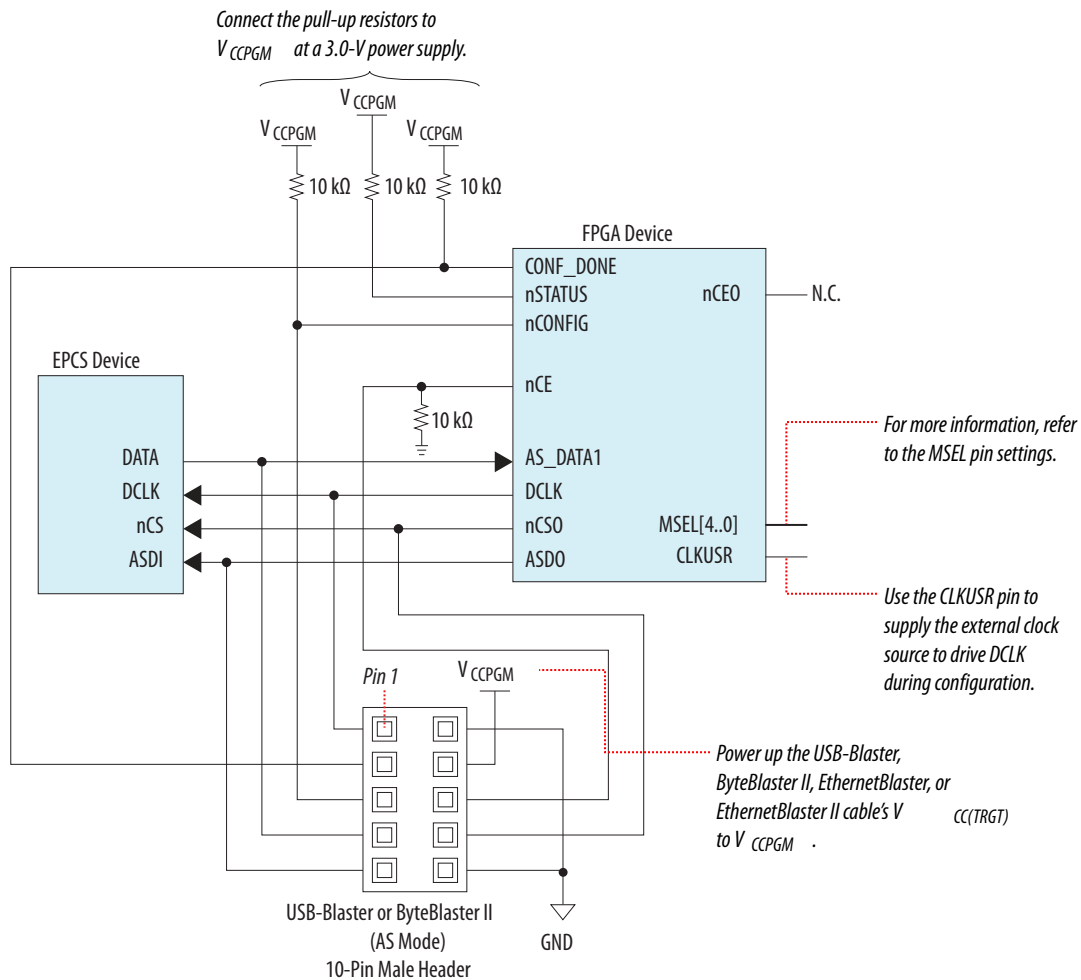 Connect the pull-up resistors to
V CCPGM at a 3.0-V power supply.
V CCPGM
V CCPGM
V CCPGM
10 kΩ
10 kΩ
10 kΩ
FPGA Device
CONF_DONE
nSTATUS
nCONFIG
nCEO
N.C.
EPCS Device
nCE
10 kΩ
For more information, refer
to the MSEL pin settings.
DATA
DCLK
nCS
ASDI
AS_DATA1
DCLK
nCSO
ASDO
MSEL[4..0]
CLKUSR
Use the CLKUSR pin to
supply the external clock
source to drive DCLK
during configuration.
Pin 1
V CCPGM
Power up the USB-Blaster,
ByteBlaster II, EthernetBlaster, or
EthernetBlaster II cable's V CC(TRGT)
to V CCPGM .
USB-Blaster or ByteBlaster II
(AS Mode)
10-Pin Male Header
GND